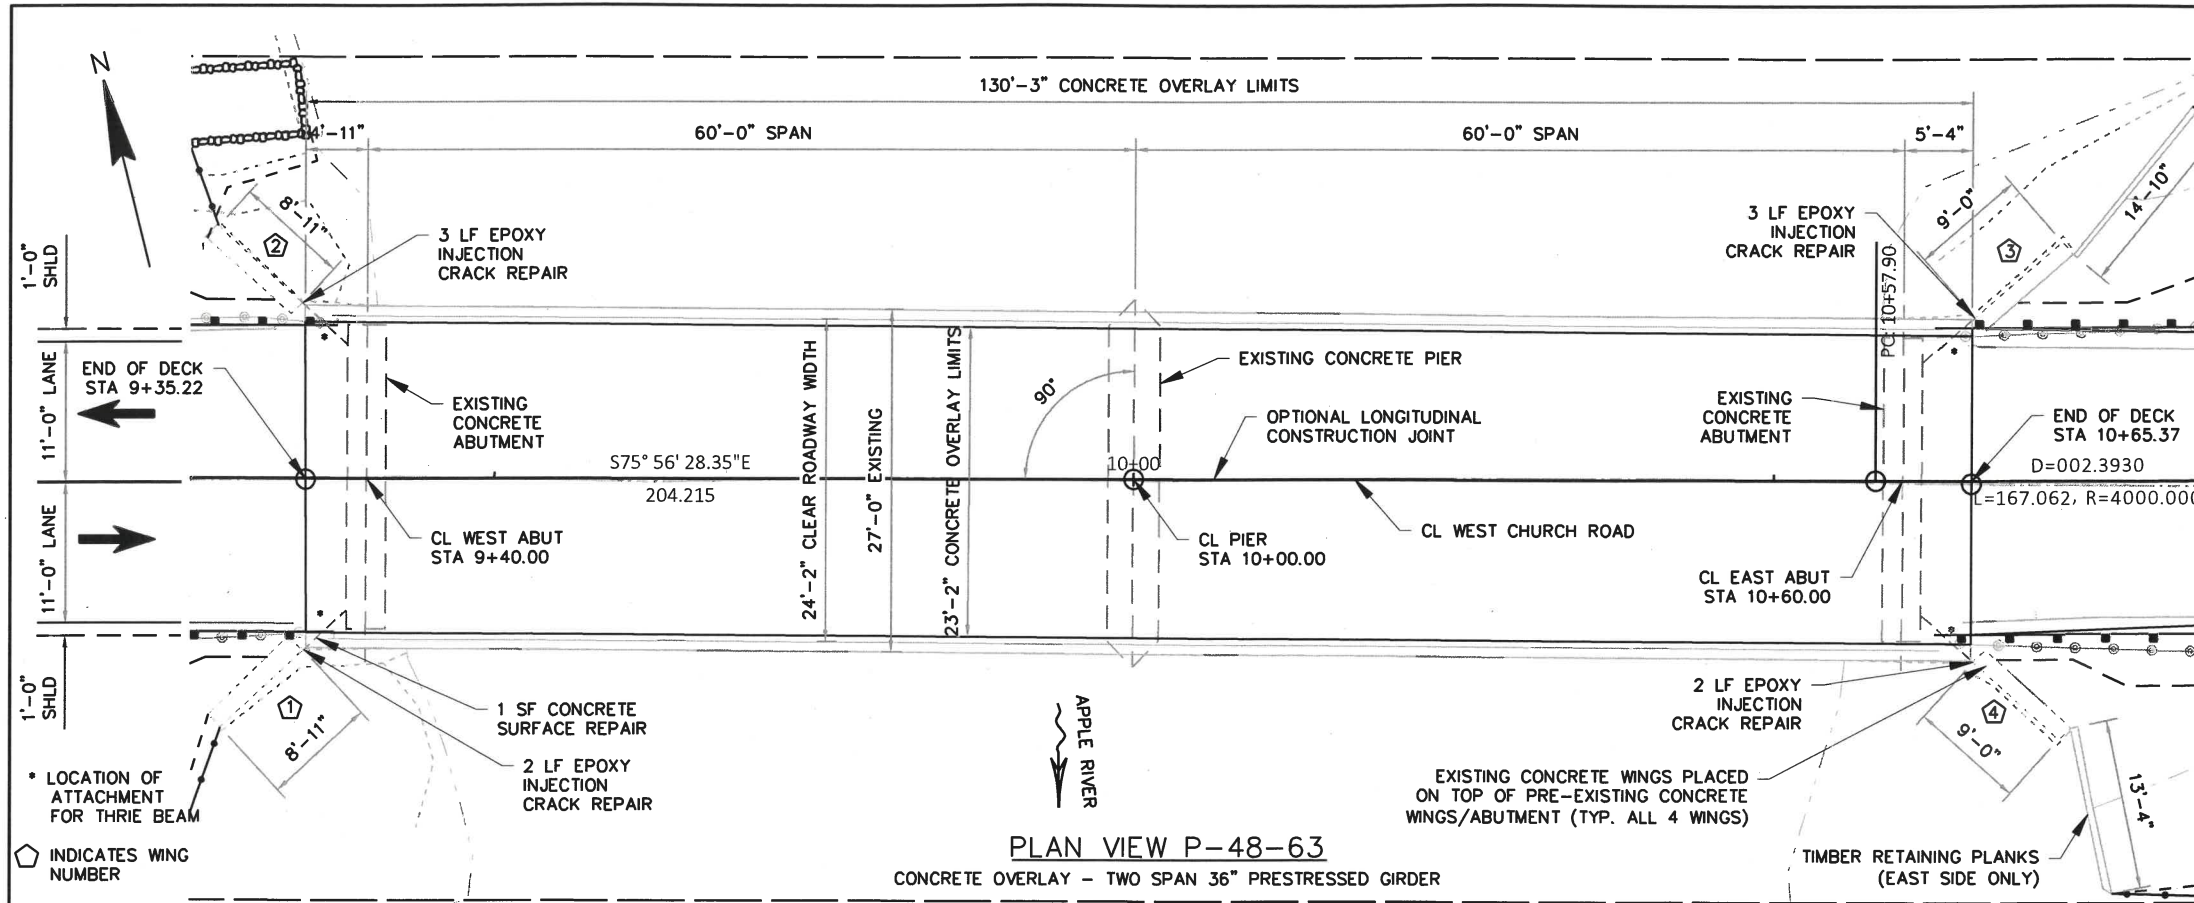 N
130'-3" CONCRETE OVERLAY LIMITS
4'-11"
60'-0" SPAN
60'-0" SPAN
5'-4"
8'-11"
2
3 LF EPOXY
INJECTION
CRACK REPAIR
3 LF EPOXY
INJECTION
CRACK REPAIR
9'-0"
3
14'-10"
1'-0"
SHLD
11'-0" LANE
11'-0" LANE
1'-0"
SHLD
END OF DECK
STA 9+35.22
*
EXISTING
CONCRETE
ABUTMENT
24'-2" CLEAR ROADWAY WIDTH
27'-0" EXISTING
23'-2" CONCRETE OVERLAY LIMITS
90°
EXISTING CONCRETE PIER
OPTIONAL LONGITUDINAL
CONSTRUCTION JOINT
PC: 10+57.90
EXISTING
CONCRETE
ABUTMENT
*
END OF DECK
STA 10+65.37
D=002.3930
L=167.062, R=4000.000
S75° 56' 28.35"E
204.215
10+00
CL WEST ABUT
STA 9+40.00
CL PIER
STA 10+00.00
CL WEST CHURCH ROAD
CL EAST ABUT
STA 10+60.00
*
*
1
8'-11"
1 SF CONCRETE
SURFACE REPAIR
2 LF EPOXY
INJECTION
CRACK REPAIR
APPLE RIVER
2 LF EPOXY
INJECTION
CRACK REPAIR
4
9'-0"
EXISTING CONCRETE WINGS PLACED
ON TOP OF PRE-EXISTING CONCRETE
WINGS/ABUTMENT (TYP. ALL 4 WINGS)
13'-4"
TIMBER RETAINING PLANKS
(EAST SIDE ONLY)
* LOCATION OF
ATTACHMENT
FOR THRIE BEAM
INDICATES WING
NUMBER
PLAN VIEW P-48-63
CONCRETE OVERLAY - TWO SPAN 36" PRESTRESSED GIRDER